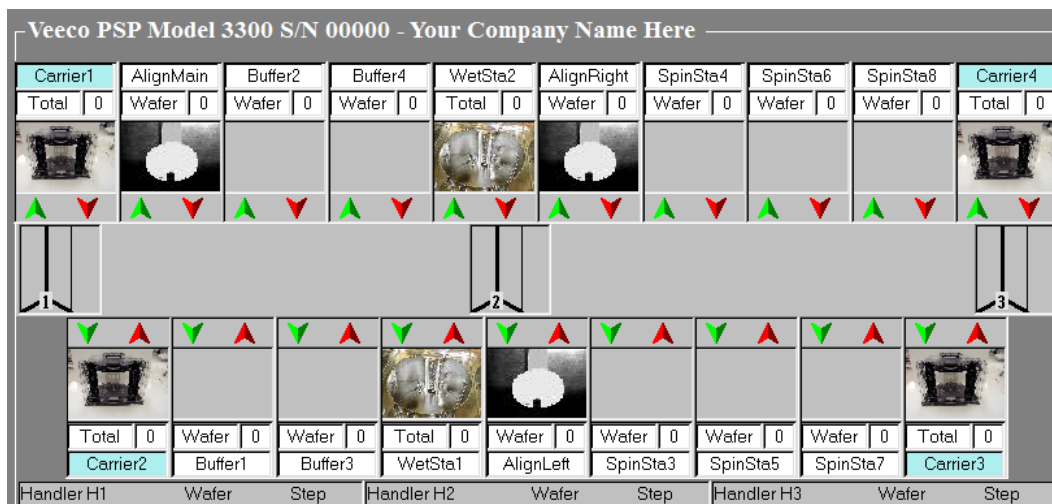 Veeco PSP Model 3300 S/N 00000 - Your Company Name Here
Carrier1 AlignMain Buffer2 Buffer4 WetSta2 AlignRight SpinSta4 SpinSta6 SpinSta8 Carrier4
Total 0 Wafer 0 Wafer 0 Wafer 0 Total 0 Wafer 0 Wafer 0 Wafer 0 Wafer 0 Total 0
1 2 3
Total 0 Wafer 0 Wafer 0 Total 0 Wafer 0 Wafer 0 Wafer 0 Wafer 0 Total 0
Carrier2 Buffer1 Buffer3 WetSta1 AlignLeft SpinSta3 SpinSta5 SpinSta7 Carrier3
Handler H1 Wafer Step Handler H2 Wafer Step Handler H3 Wafer Step